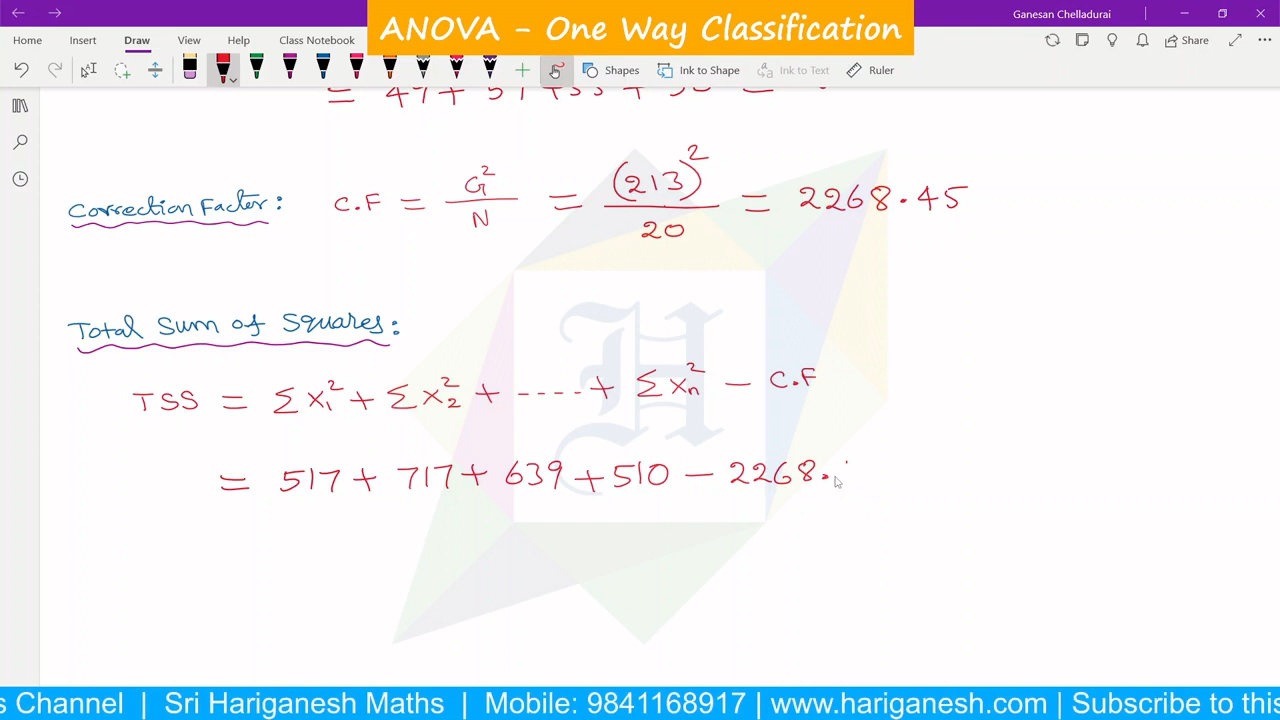 Ganesan Chelladurai
ANOVA - One Way Classification
Home Insert Draw View Help Class Notebook Share
Shapes Ink to Shape Ink to Text Ruler
Correction Factor: C.F = G²/N = (213)²/20 = 2268.45
Total Sum of Squares:
TSS = ΣX₁² + ΣX₂² + ....+ ΣXₙ² - C.F
= 517 + 717 + 639 + 510 - 2268.
s Channel | Sri Hariganesh Maths | Mobile: 9841168917 | www.hariganesh.com | Subscribe to this